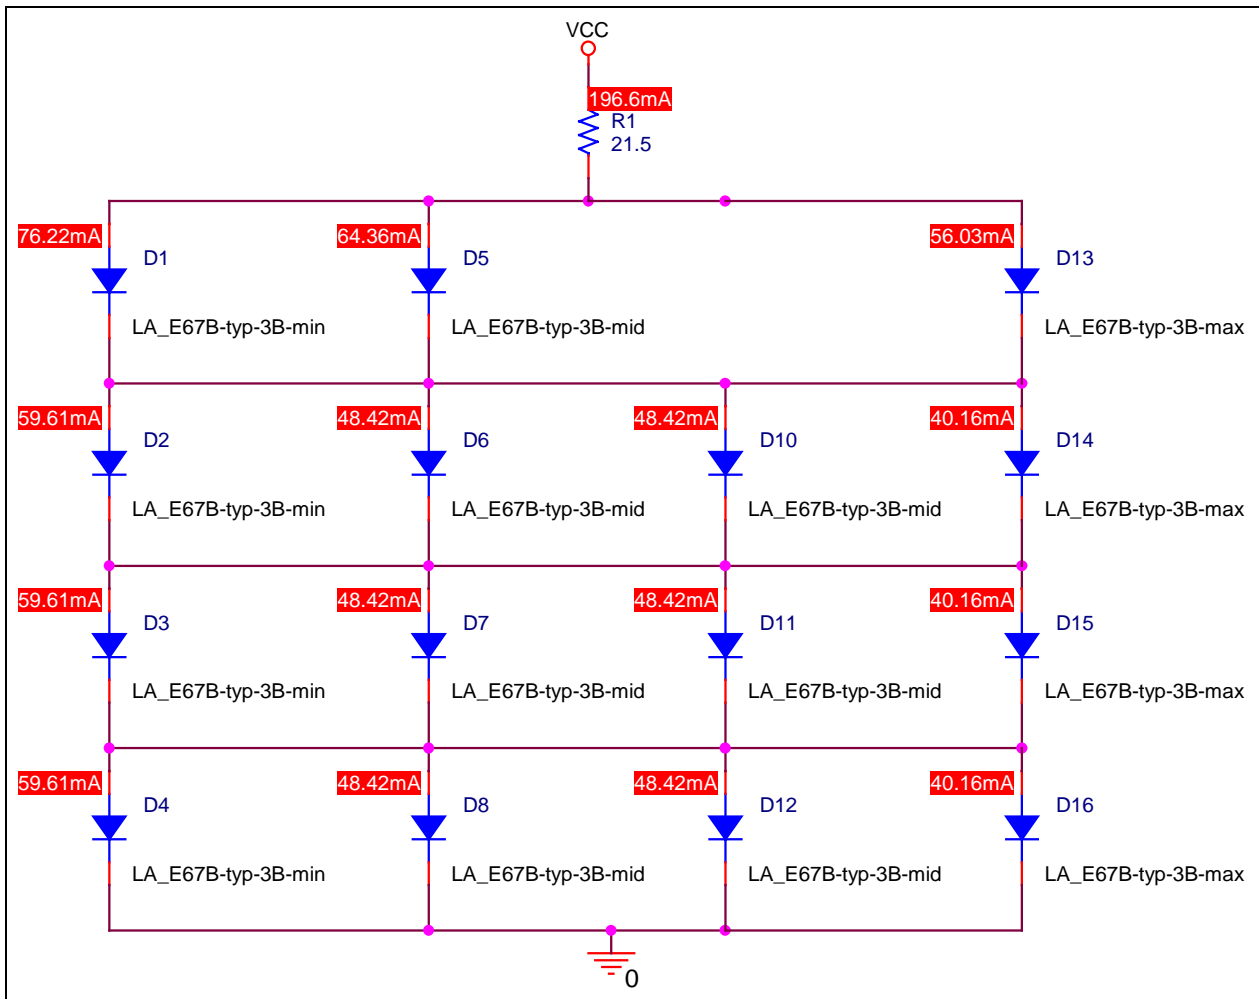 VCC
196.6mA
R1
21.5
76.22mA
D1
64.36mA
D5
56.03mA
D13
LA_E67B-typ-3B-min
LA_E67B-typ-3B-mid
LA_E67B-typ-3B-max
59.61mA
D2
48.42mA
D6
48.42mA
D10
40.16mA
D14
LA_E67B-typ-3B-min
LA_E67B-typ-3B-mid
LA_E67B-typ-3B-mid
LA_E67B-typ-3B-max
59.61mA
D3
48.42mA
D7
48.42mA
D11
40.16mA
D15
LA_E67B-typ-3B-min
LA_E67B-typ-3B-mid
LA_E67B-typ-3B-mid
LA_E67B-typ-3B-max
59.61mA
D4
48.42mA
D8
48.42mA
D12
40.16mA
D16
LA_E67B-typ-3B-min
LA_E67B-typ-3B-mid
LA_E67B-typ-3B-mid
LA_E67B-typ-3B-max
0